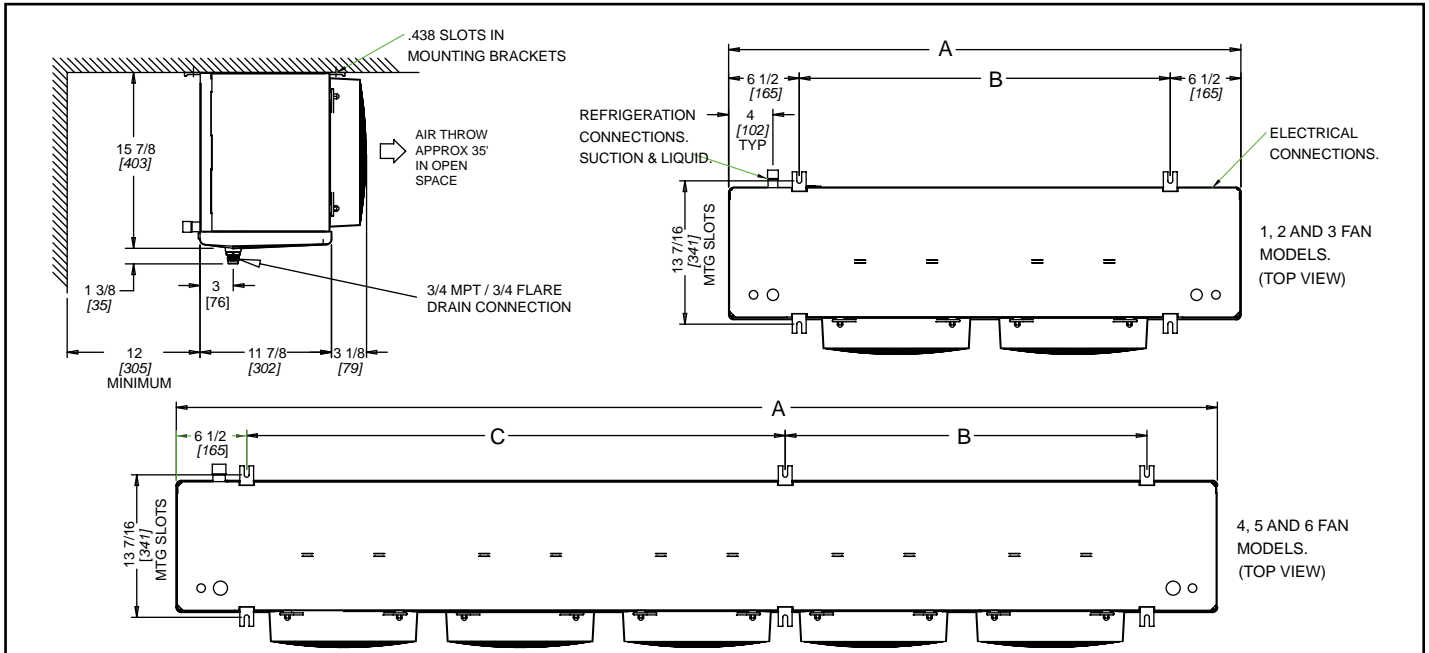 .438 SLOTS IN
MOUNTING BRACKETS
15 7/8
[403]
AIR THROW
APPROX 35'
IN OPEN
SPACE
1 3/8
[35]
3
[76]
3/4 MPT / 3/4 FLARE
DRAIN CONNECTION
12
[305]
MINIMUM
11 7/8
[302]
3 1/8
[79]
A
6 1/2
[165]
B
6 1/2
[165]
4
[102]
TYP
REFRIGERATION
CONNECTIONS.
SUCTION & LIQUID.
ELECTRICAL
CONNECTIONS.
13 7/16
[341]
MTG SLOTS
1, 2 AND 3 FAN
MODELS.
(TOP VIEW)
A
6 1/2
[165]
C
B
13 7/16
[341]
MTG SLOTS
4, 5 AND 6 FAN
MODELS.
(TOP VIEW)